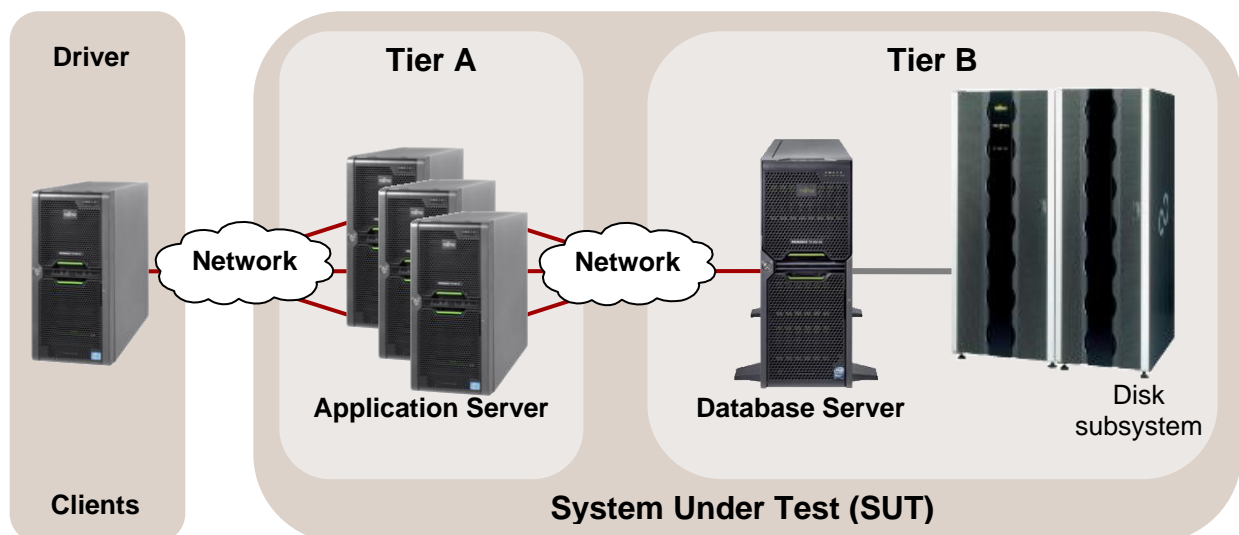 Driver
Tier A
Tier B
Network
Network
Application Server
Database Server
Disk
subsystem
Clients
System Under Test (SUT)